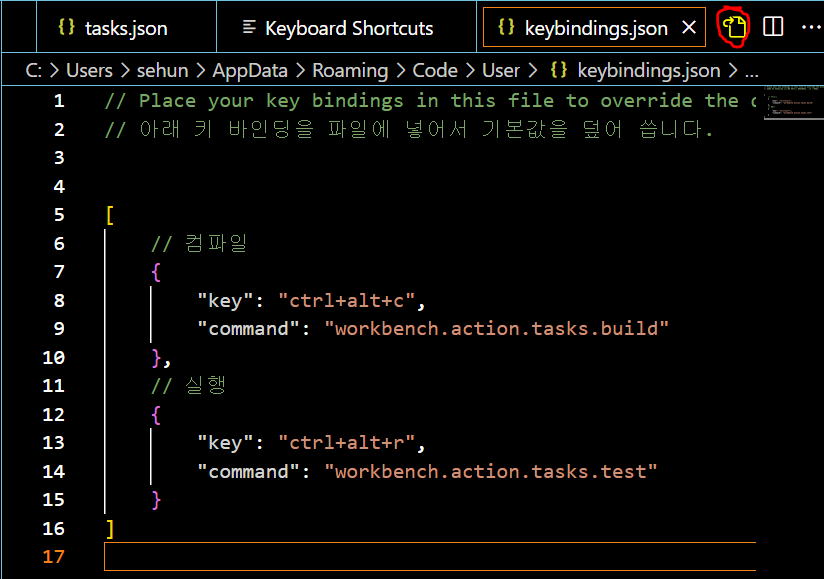 {} tasks.json
Keyboard Shortcuts
{} keybindings.json
C: > Users > sehun > AppData > Roaming > Code > User > {} keybindings.json > ...
1 // Place your key bindings in this file to override the
2 // 아래 키 바인딩을 파일에 넣어서 기본값을 덮어 씁니다.
3
4
5 [
6 // 컴파일
7 {
8 "key": "ctrl+alt+c",
9 "command": "workbench.action.tasks.build"
10 },
11 // 실행
12 {
13 "key": "ctrl+alt+r",
14 "command": "workbench.action.tasks.test"
15 }
16 ]
17